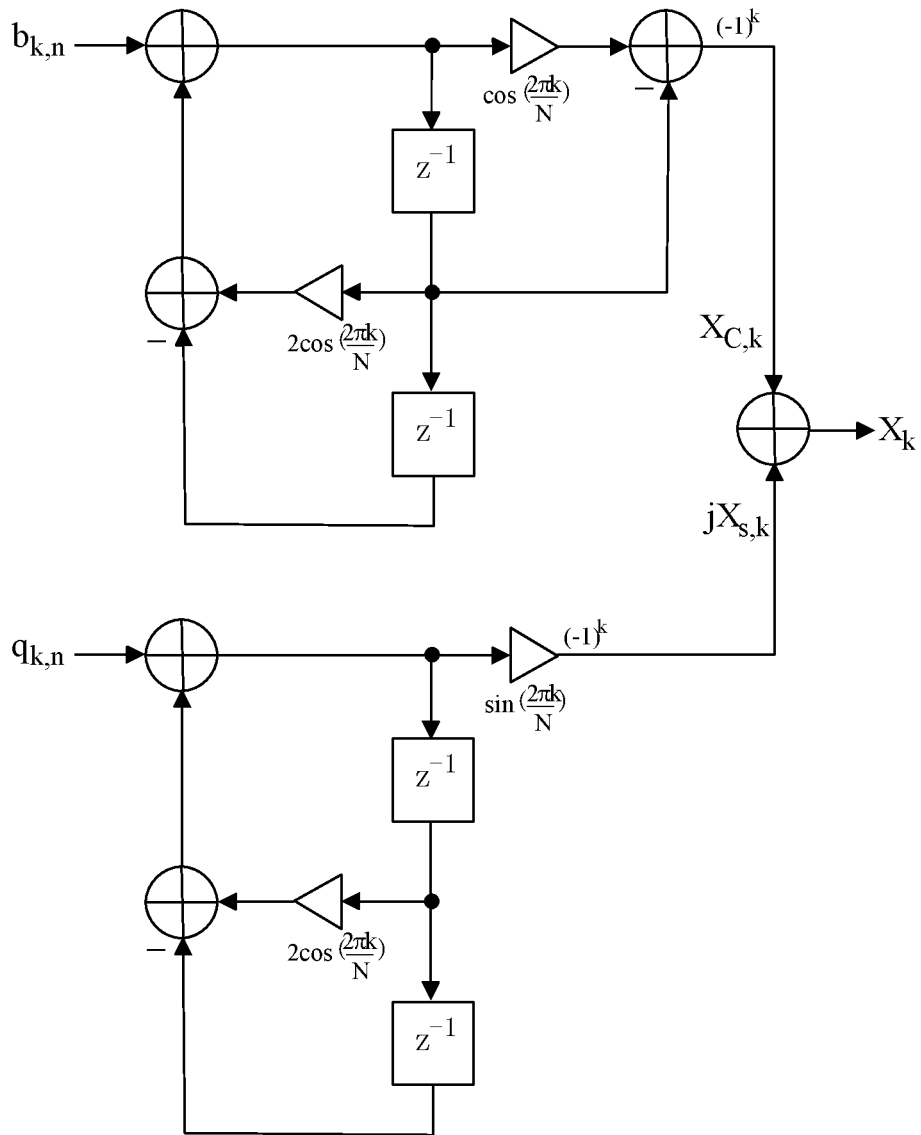 b_{k,n}
(-1)^k
cos(2πk/N)
−
z^{-1}
−
2cos(2πk/N)
X_{C,k}
z^{-1}
X_k
jX_{s,k}
q_{k,n}
(-1)^k
sin(2πk/N)
z^{-1}
−
2cos(2πk/N)
z^{-1}